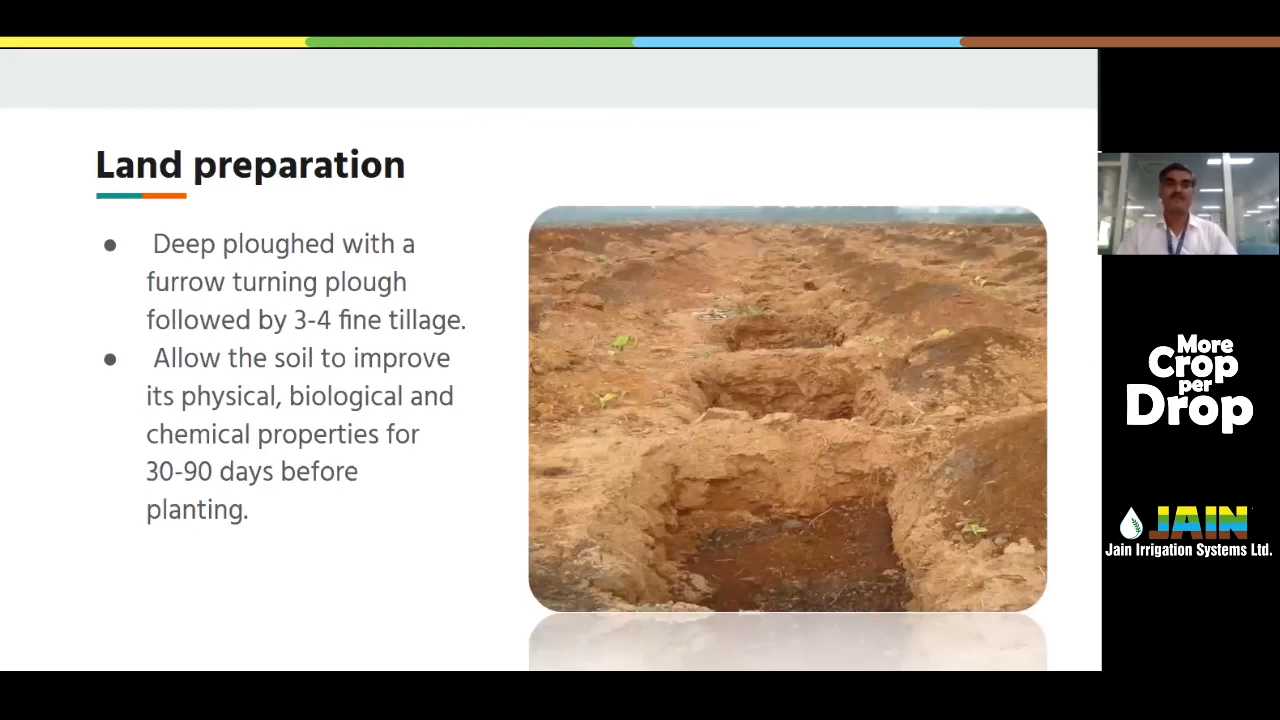 Land preparation
● Deep ploughed with a
furrow turning plough
followed by 3-4 fine tillage.
● Allow the soil to improve
its physical, biological and
chemical properties for
30-90 days before
planting.
More
Crop
per
Drop
JAIN
Jain Irrigation Systems Ltd.